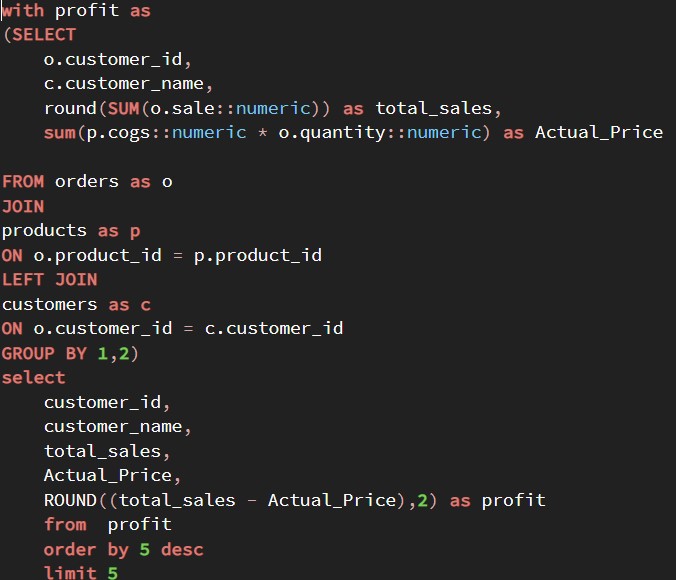 with profit as
(SELECT
    o.customer_id,
    c.customer_name,
    round(SUM(o.sale::numeric)) as total_sales,
    sum(p.cogs::numeric * o.quantity::numeric) as Actual_Price

FROM orders as o
JOIN
products as p
ON o.product_id = p.product_id
LEFT JOIN
customers as c
ON o.customer_id = c.customer_id
GROUP BY 1,2)
select
    customer_id,
    customer_name,
    total_sales,
    Actual_Price,
    ROUND((total_sales - Actual_Price),2) as profit
    from  profit
    order by 5 desc
    limit 5